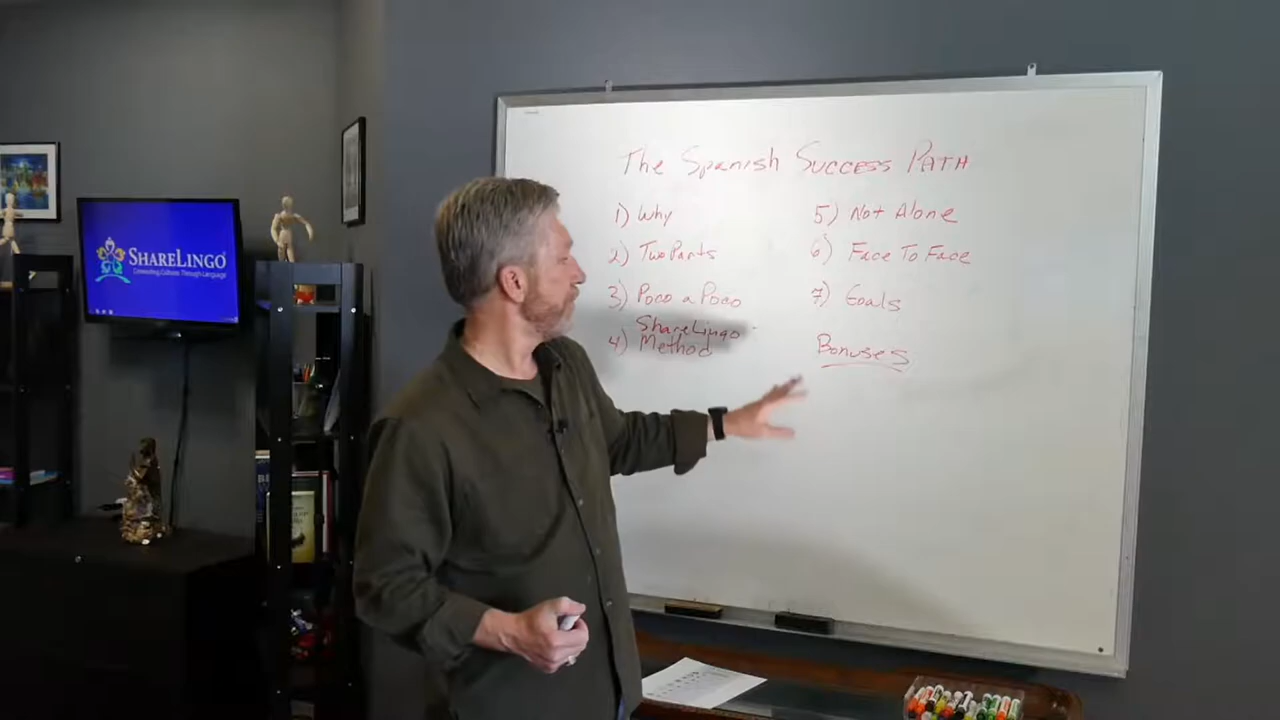 The Spanish Success Path
1) Why
2) Two Parts
3) Poco a Poco
4) ShareLingo
Method
5) Not Alone
6) Face To Face
7) Goals
Bonuses
SHARELINGO
Connecting Cultures Through Language